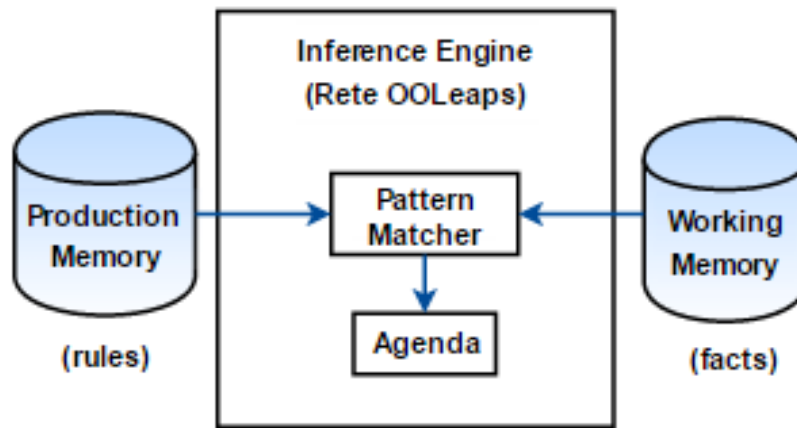 Inference Engine
(Rete OOLeaps)
Production
Memory
(rules)
Pattern
Matcher
Agenda
Working
Memory
(facts)